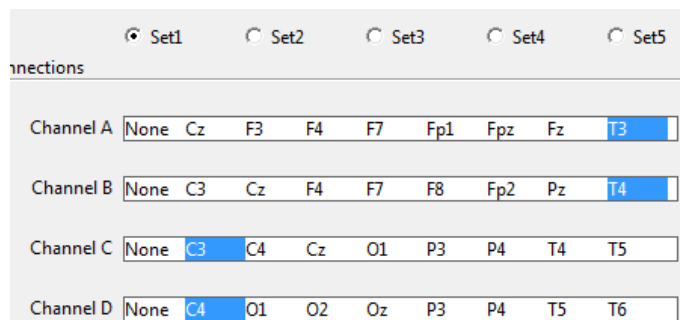 Set1 Set2 Set3 Set4 Set5
nnections
Channel A None Cz F3 F4 F7 Fp1 Fpz Fz T3
Channel B None C3 Cz F4 F7 F8 Fp2 Pz T4
Channel C None C3 C4 Cz O1 P3 P4 T4 T5
Channel D None C4 O1 O2 Oz P3 P4 T5 T6